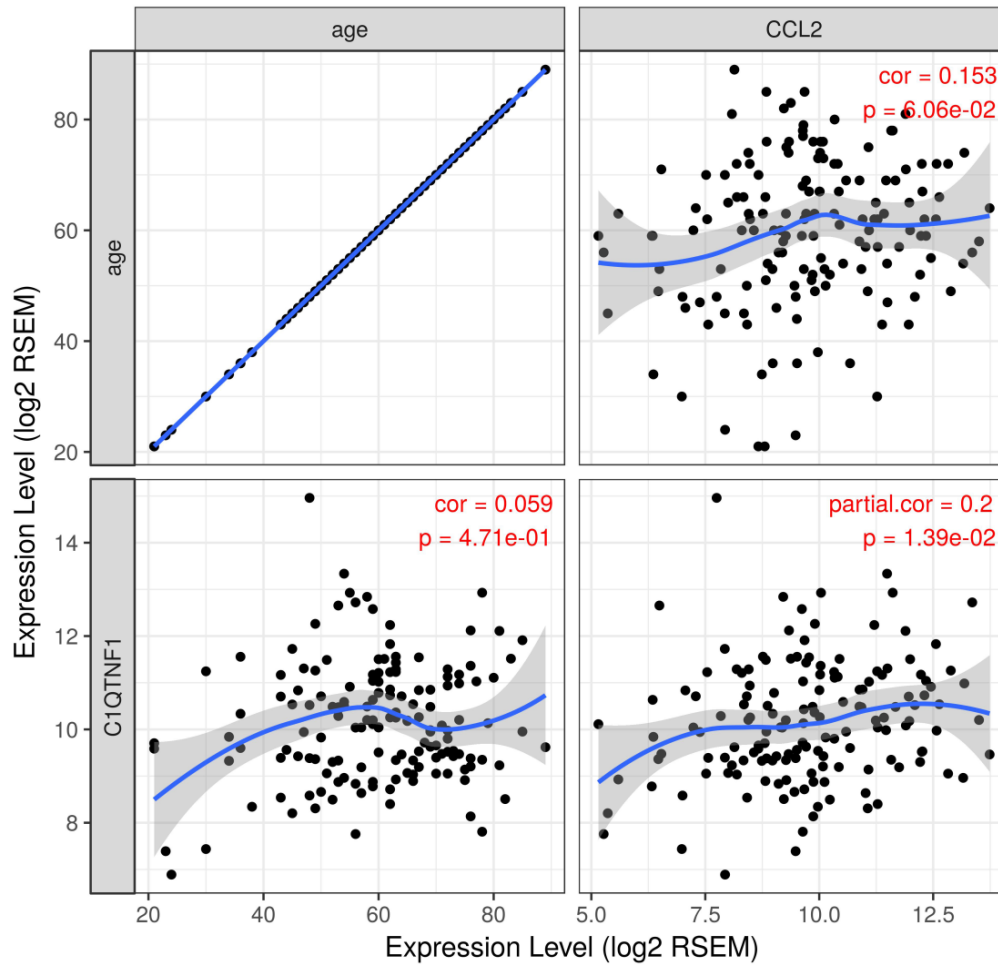 age
CCL2
Expression Level (log2 RSEM)
age
80
60
40
20
cor = 0.153
p = 6.06e-02
C1QTNF1
14
12
10
8
cor = 0.059
p = 4.71e-01
partial.cor = 0.2
p = 1.39e-02
20 40 60 80 5.0 7.5 10.0 12.5
Expression Level (log2 RSEM)